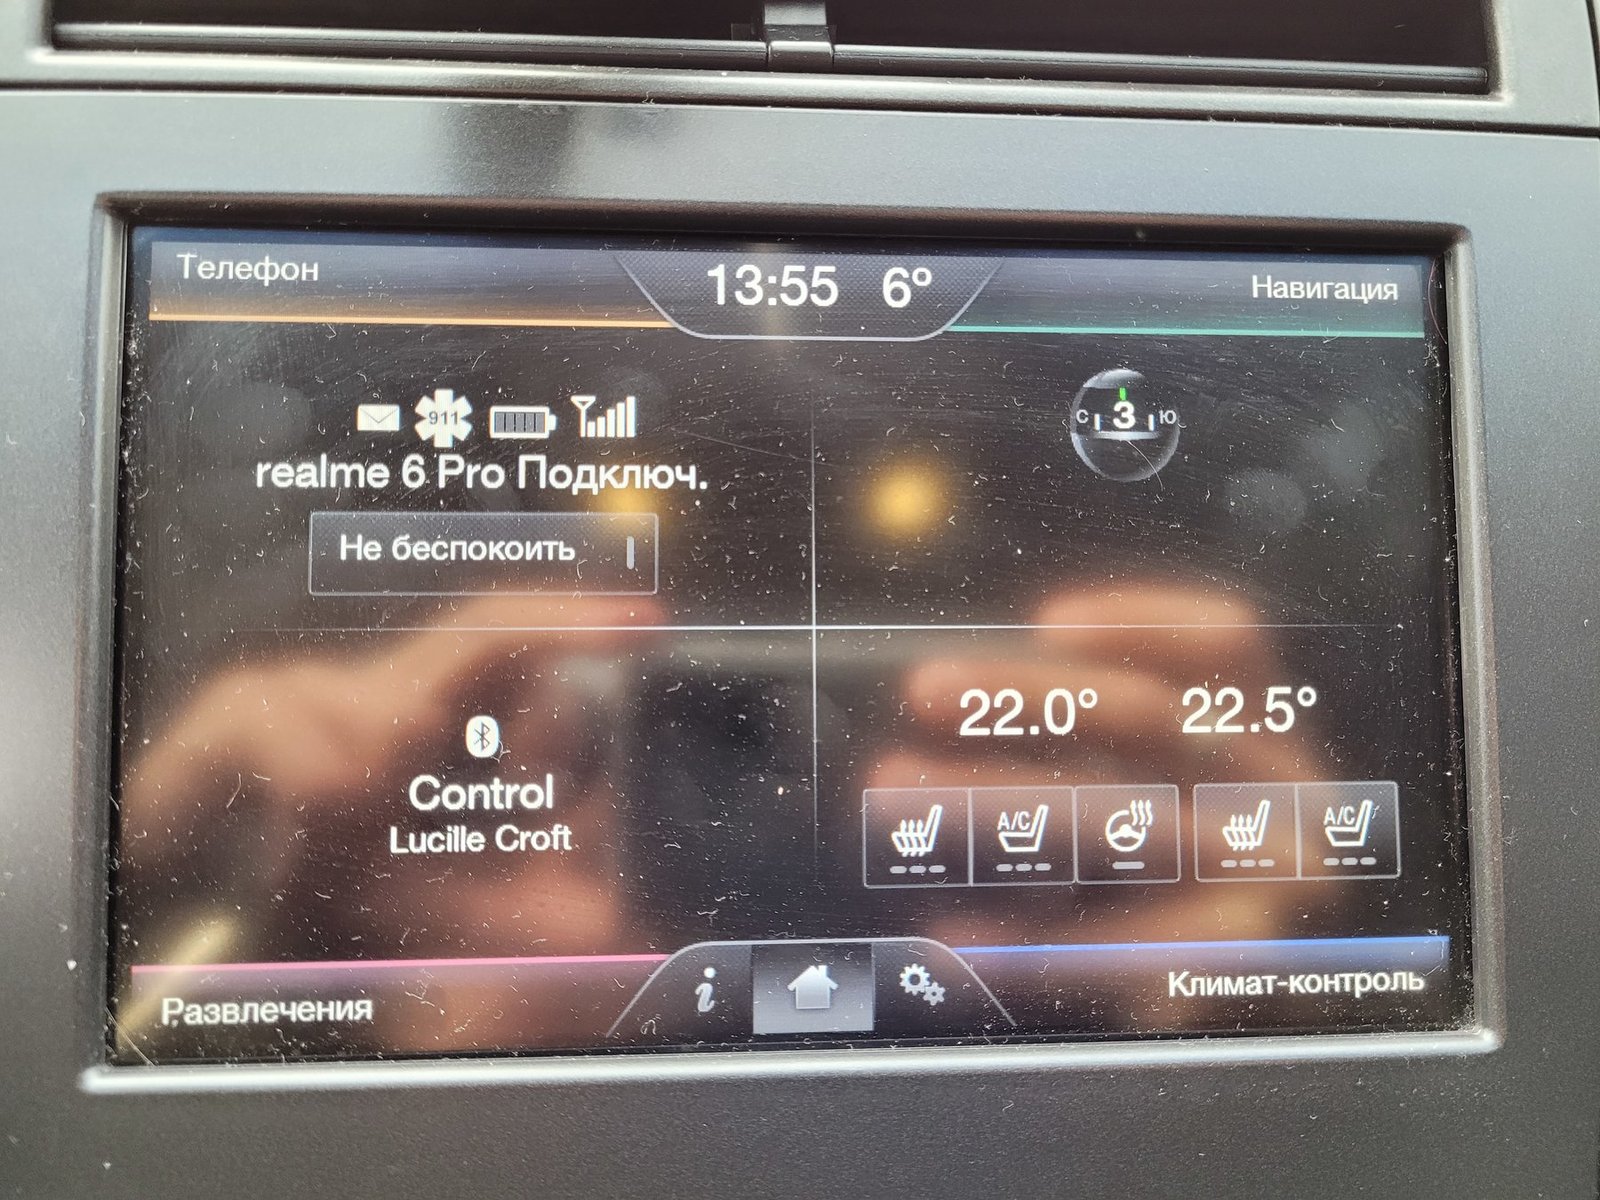 Телефон
13:55 6°
Навигация
911
realme 6 Pro Подключ.
Не беспокоить
С З Ю
Control
Lucille Croft
22.0° 22.5°
A/C A/C
Развлечения
i
Климат-контроль